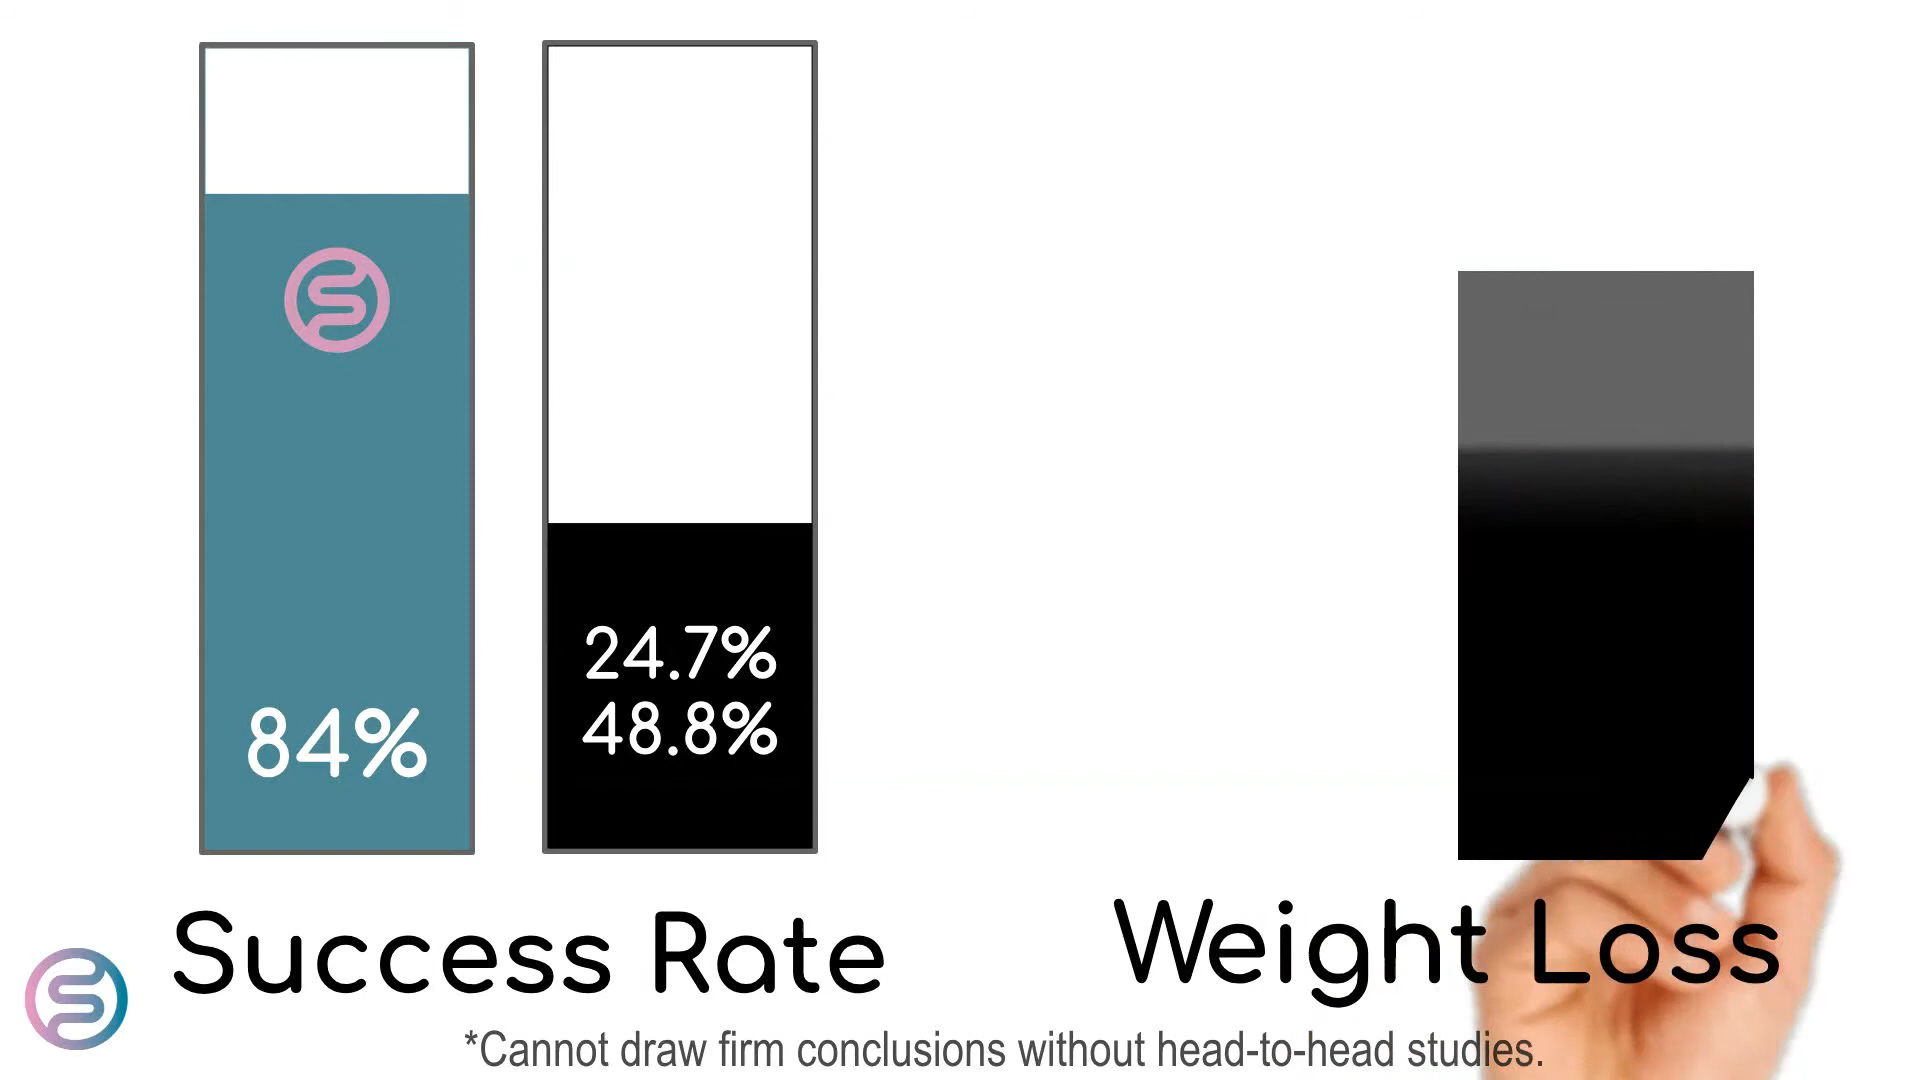 84%
24.7%
48.8%
Success Rate
Weight Loss
*Cannot draw firm conclusions without head-to-head studies.